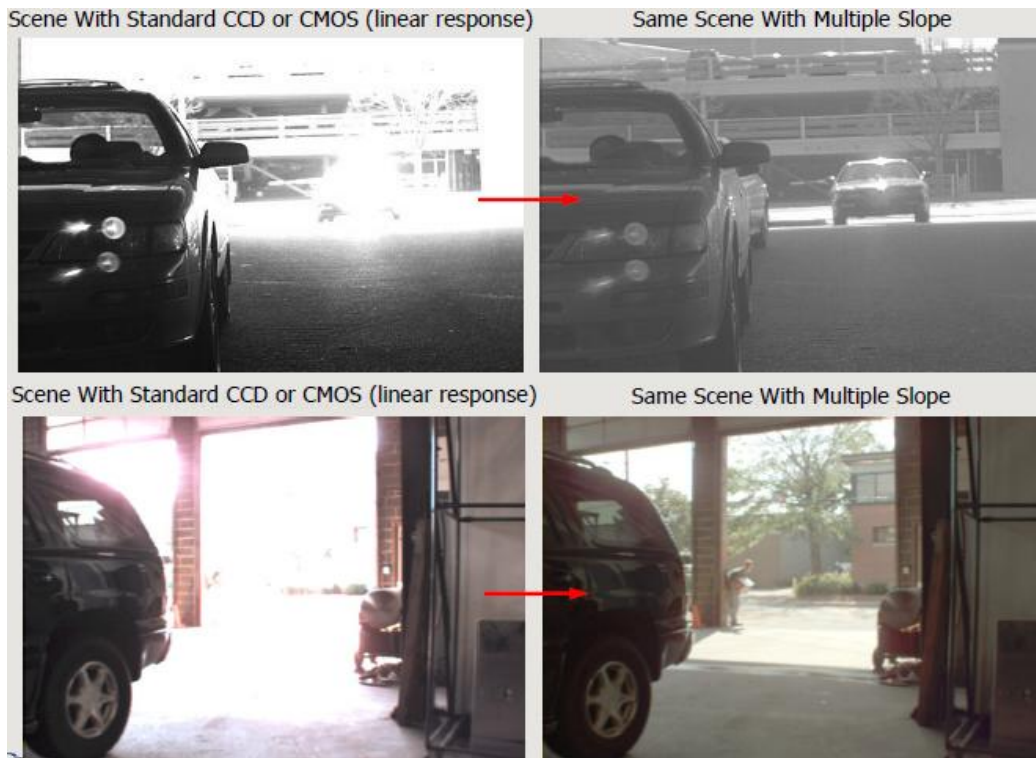 Scene With Standard CCD or CMOS (linear response)
Same Scene With Multiple Slope
Scene With Standard CCD or CMOS (linear response)
Same Scene With Multiple Slope